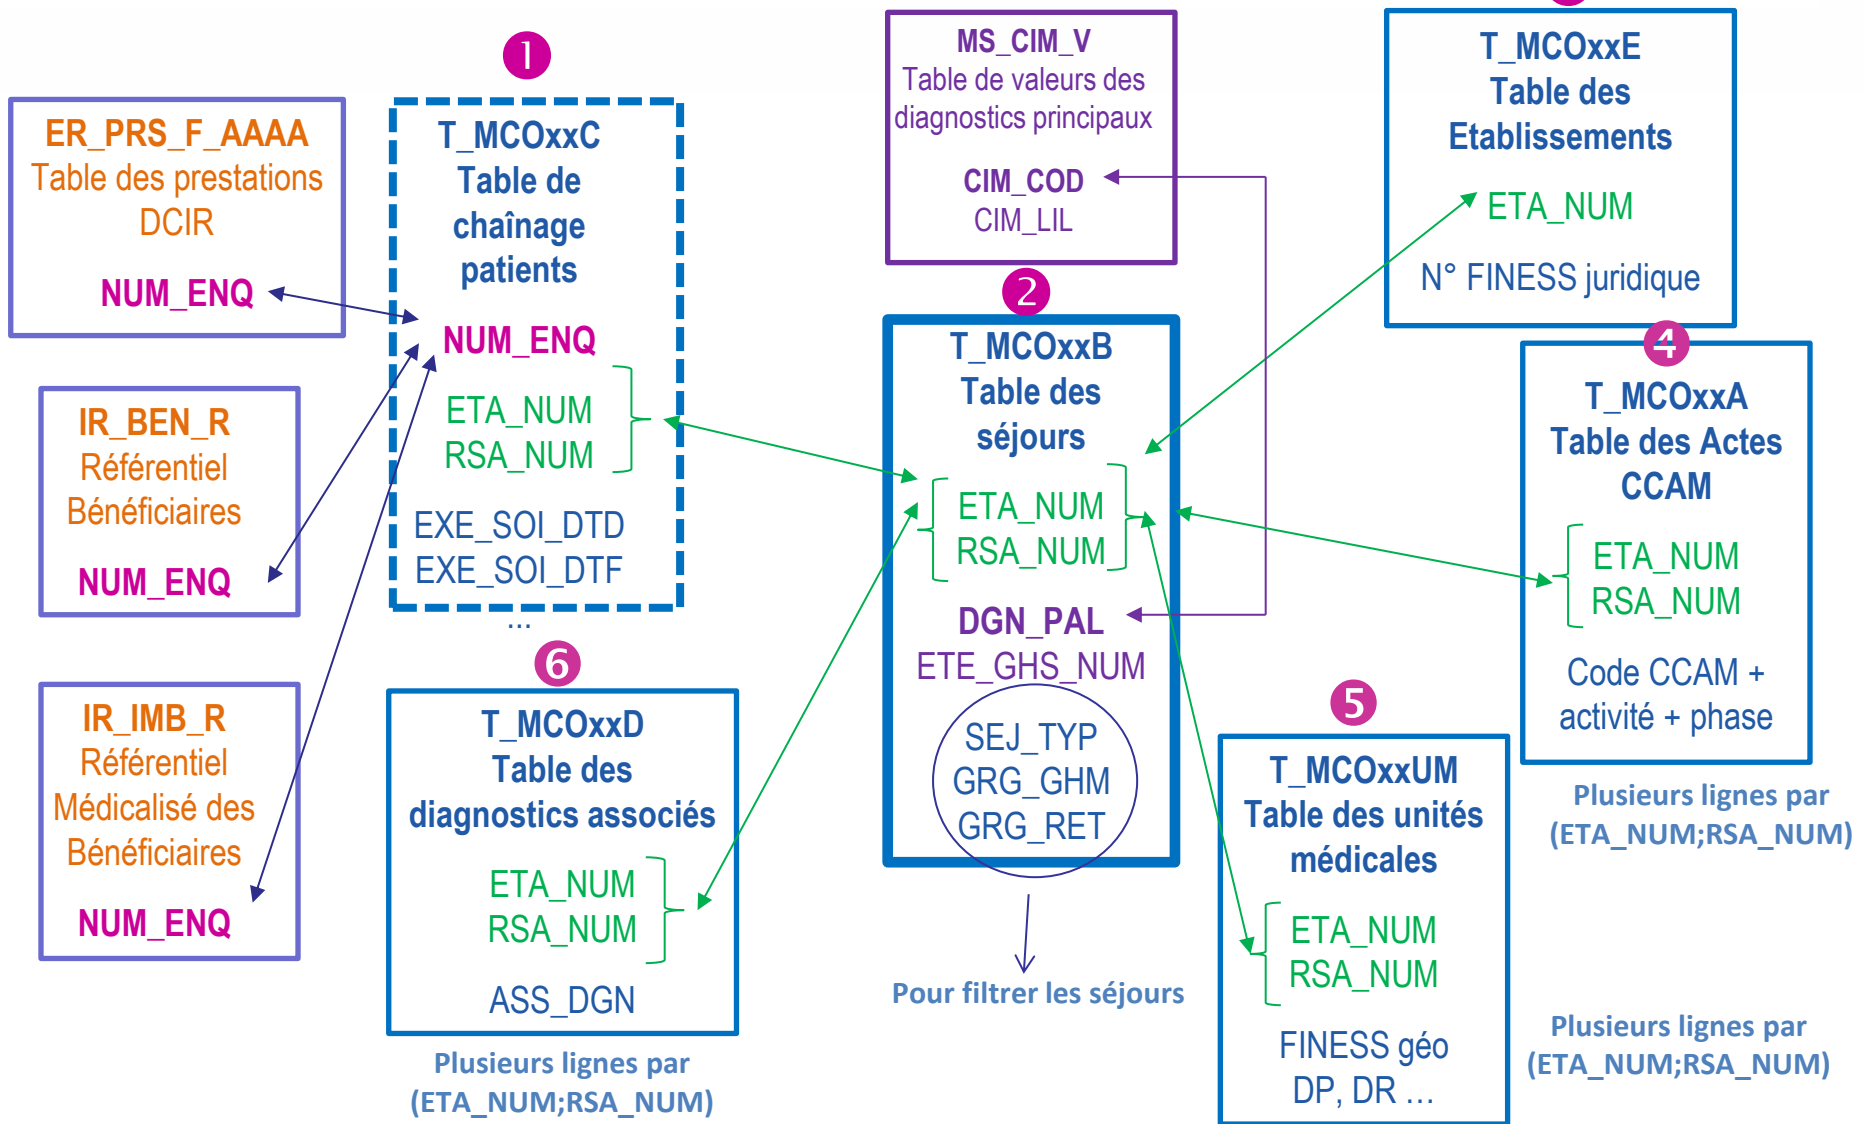 1
ER_PRS_F_AAAA
Table des prestations
DCIR
NUM_ENQ
IR_BEN_R
Référentiel
Bénéficiaires
NUM_ENQ
IR_IMB_R
Référentiel
Médicalisé des
Bénéficiaires
NUM_ENQ
T_MCOxxC
Table de
chaînage
patients
NUM_ENQ
ETA_NUM
RSA_NUM
EXE_SOI_DTD
EXE_SOI_DTF
...
6
T_MCOxxD
Table des
diagnostics associés
ETA_NUM
RSA_NUM
ASS_DGN
Plusieurs lignes par
(ETA_NUM;RSA_NUM)
MS_CIM_V
Table de valeurs des
diagnostics principaux
CIM_COD
CIM_LIL
2
T_MCOxxB
Table des
séjours
ETA_NUM
RSA_NUM
DGN_PAL
ETE_GHS_NUM
SEJ_TYP
GRG_GHM
GRG_RET
Pour filtrer les séjours
T_MCOxxE
Table des
Etablissements
ETA_NUM
N° FINESS juridique
4
T_MCOxxA
Table des Actes
CCAM
ETA_NUM
RSA_NUM
Code CCAM +
activité + phase
Plusieurs lignes par
(ETA_NUM;RSA_NUM)
5
T_MCOxxUM
Table des unités
médicales
ETA_NUM
RSA_NUM
FINESS géo
DP, DR …
Plusieurs lignes par
(ETA_NUM;RSA_NUM)